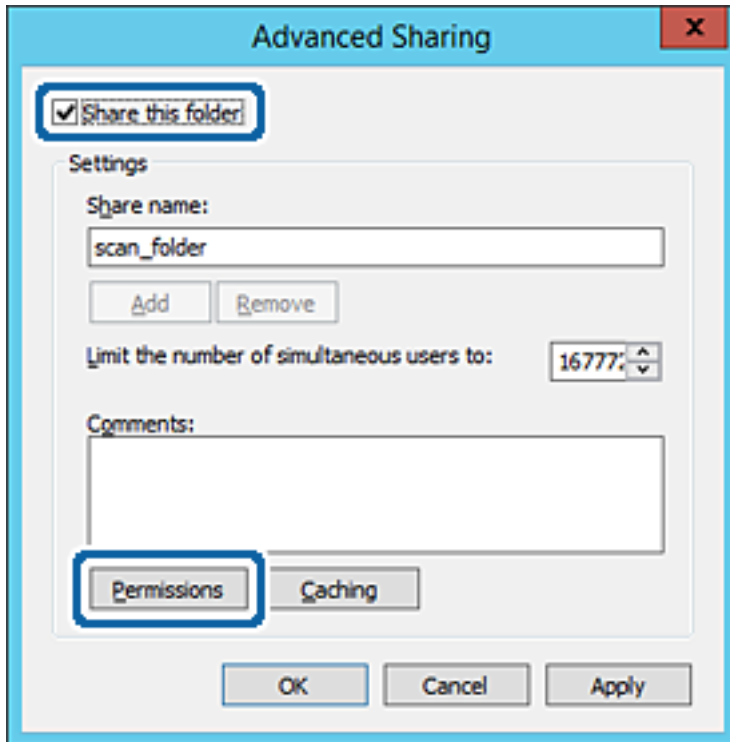 Advanced Sharing
x
Share this folder
Settings
Share name:
scan_folder
Add Remove
Limit the number of simultaneous users to:
Comments:
Permissions Caching
OK Cancel Apply